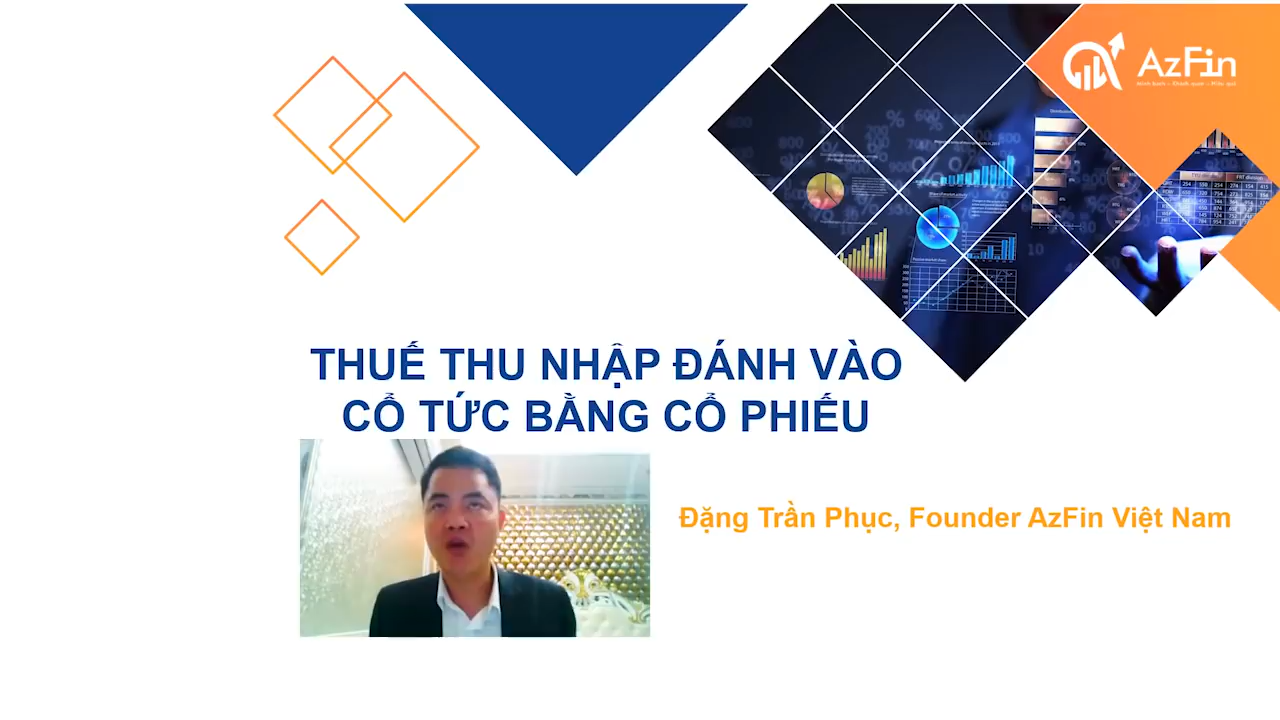 AzFin
THUẾ THU NHẬP ĐÁNH VÀO
CỔ TỨC BẰNG CỔ PHIẾU
Đặng Trần Phục, Founder AzFin Việt Nam